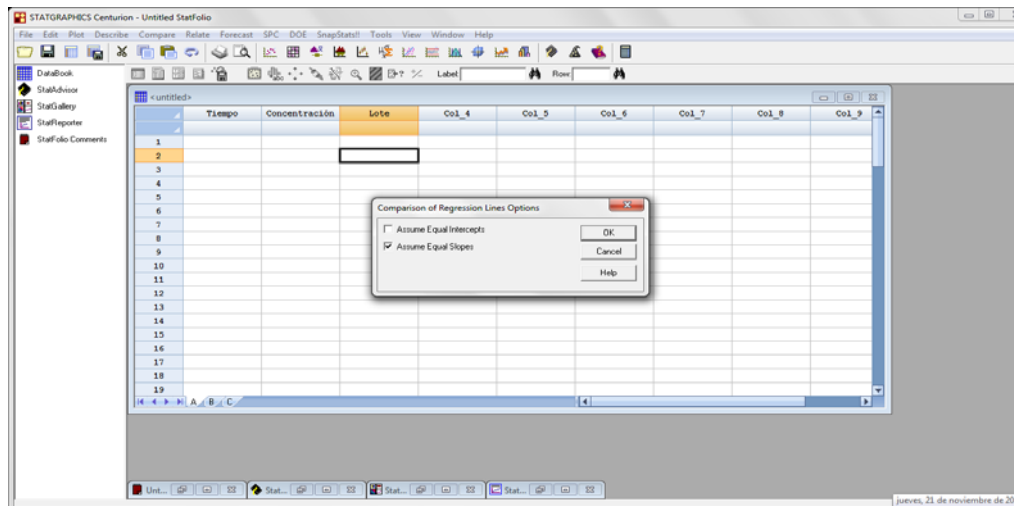 STATGRAPHICS Centurion - Untitled StatFolio
File Edit Plot Describe Compare Relate Forecast SPC DOE SnapStats!! Tools View Window Help
Label: Row:
DataBook
StatAdvisor
StatGallery
StatReporter
StatFolio Comments
<untitled>
Tiempo Concentración Lote Col_4 Col_5 Col_6 Col_7 Col_8 Col_9
1
2
3
4
5
6
7
8
9
10
11
12
13
14
15
16
17
18
19
Comparison of Regression Lines Options
Assume Equal Intercepts
Assume Equal Slopes
OK
Cancel
Help
A B C
Unt... Stat... Stat... Stat...
jueves, 21 de noviembre de 20